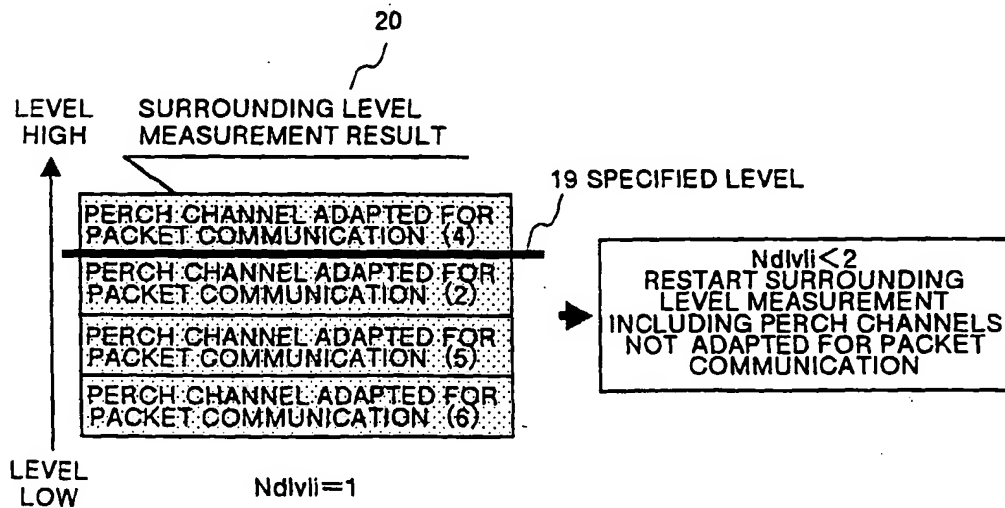 20
LEVEL
HIGH
SURROUNDING LEVEL
MEASUREMENT RESULT
19 SPECIFIED LEVEL
PERCH CHANNEL ADAPTED FOR
PACKET COMMUNICATION (4)
PERCH CHANNEL ADAPTED FOR
PACKET COMMUNICATION (2)
PERCH CHANNEL ADAPTED FOR
PACKET COMMUNICATION (5)
PERCH CHANNEL ADAPTED FOR
PACKET COMMUNICATION (6)
Ndlvli<2
RESTART SURROUNDING
LEVEL MEASUREMENT
INCLUDING PERCH CHANNELS
NOT ADAPTED FOR PACKET
COMMUNICATION
LEVEL
LOW
Ndlvli=1